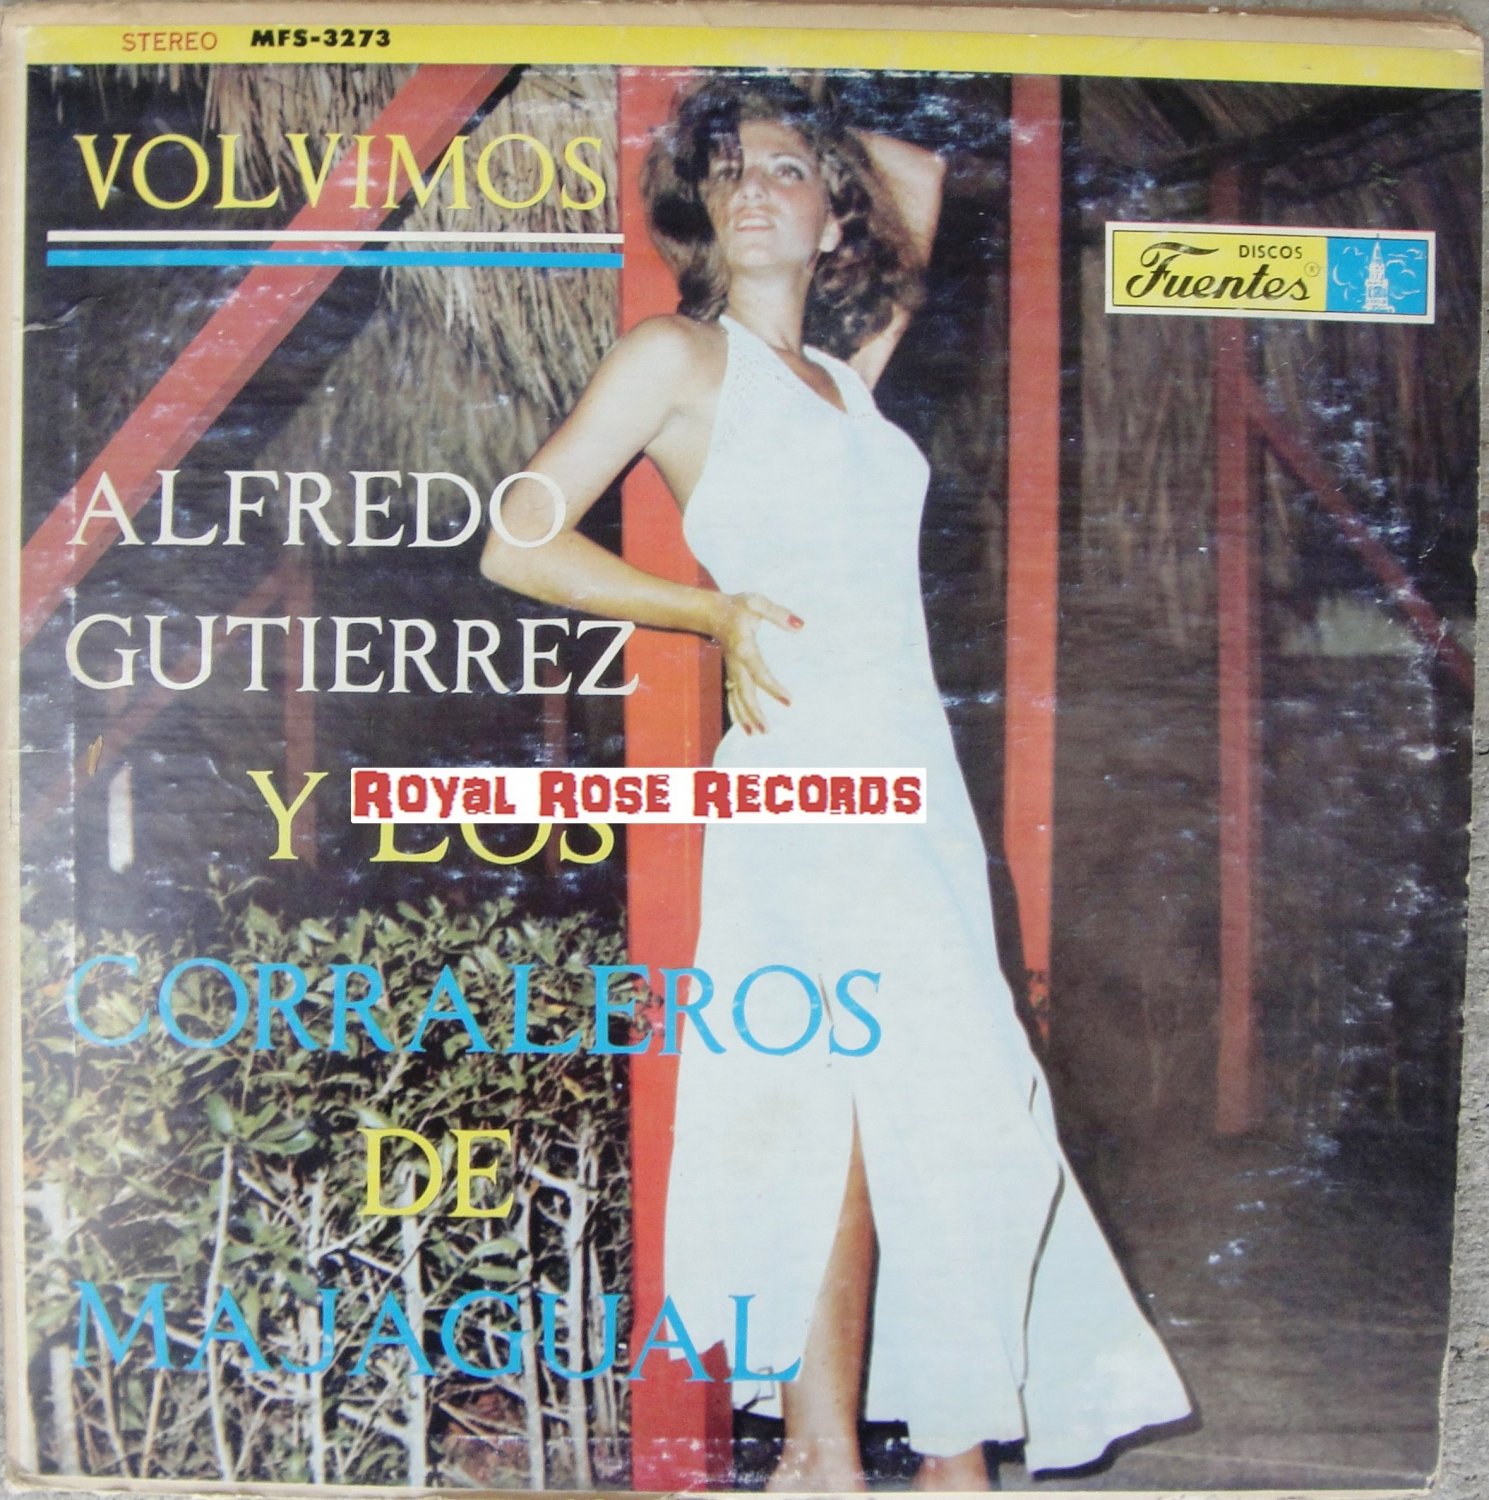 STEREO MFS-3273
VOLVIMOS
DISCOS
Fuentes®
ALFREDO
GUTIERREZ
Y LOS
Royal Rose Records
CORRALEROS
DE
MAJAGUAL